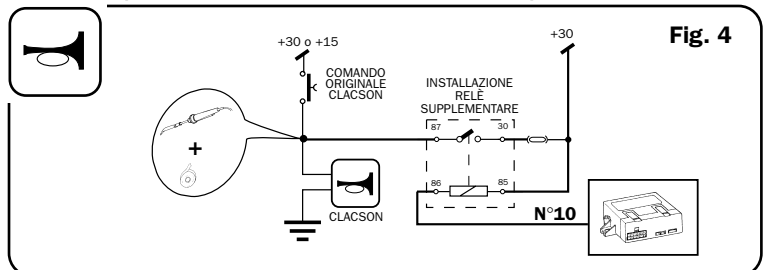 Fig. 4
+30 o +15
+30
COMANDO
ORIGINALE
CLACSON
INSTALLAZIONE
RELÈ
SUPPLEMENTARE
87
30
+
86
85
CLACSON
N°10